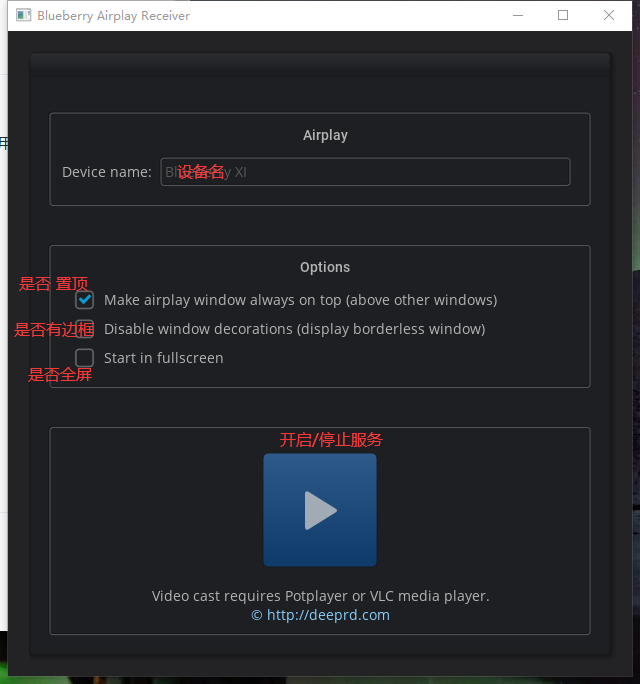 Blueberry Airplay Receiver
Airplay
Device name:
设备名
Options
是否 置顶
Make airplay window always on top (above other windows)
是否有边框
Disable window decorations (display borderless window)
Start in fullscreen
是否全屏
开启/停止服务
Video cast requires Potplayer or VLC media player.
© http://deeprd.com